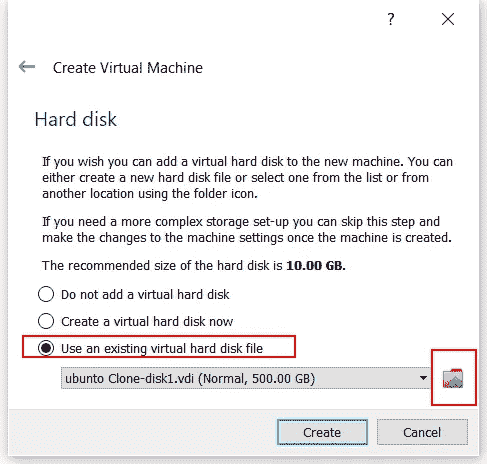 ?
Create Virtual Machine
Hard disk
If you wish you can add a virtual hard disk to the new machine. You can
either create a new hard disk file or select one from the list or from
another location using the folder icon.
If you need a more complex storage set-up you can skip this step and
make the changes to the machine settings once the machine is created.
The recommended size of the hard disk is 10.00 GB.
Do not add a virtual hard disk
Create a virtual hard disk now
Use an existing virtual hard disk file
ubunto Clone-disk1.vdi (Normal, 500.00 GB)
Create Cancel